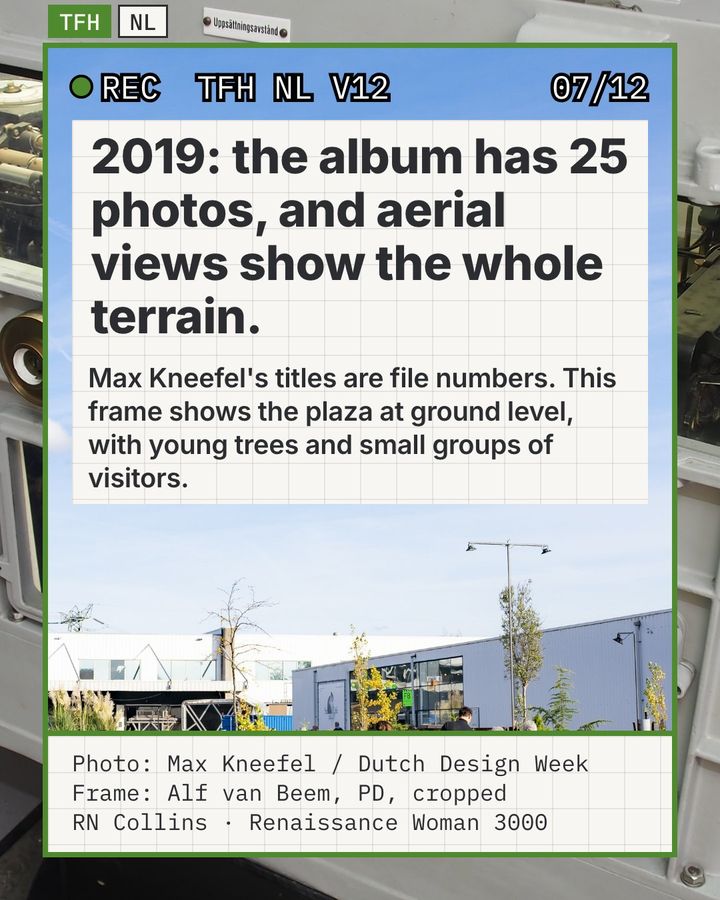 TFH NL
Uppsättningsavstånd
REC TFH NL V12 07/12
2019: the album has 25
photos, and aerial
views show the whole
terrain.
Max Kneefel's titles are file numbers. This
frame shows the plaza at ground level,
with young trees and small groups of
visitors.
Photo: Max Kneefel / Dutch Design Week
Frame: Alf van Beem, PD, cropped
RN Collins · Renaissance Woman 3000